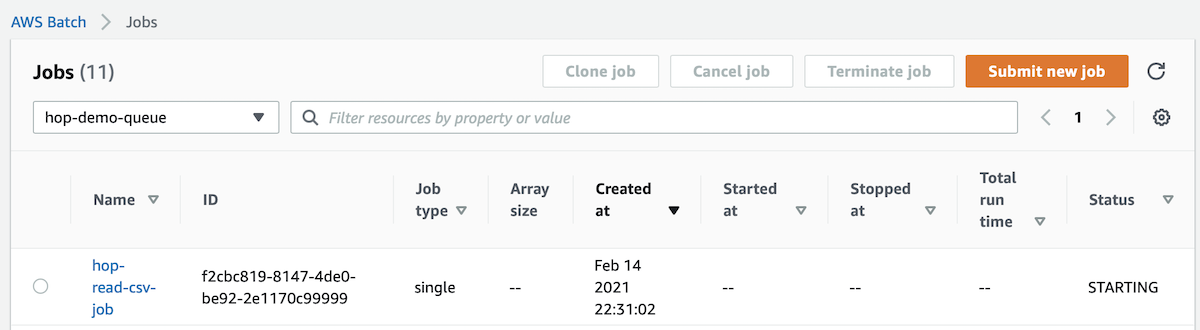 AWS Batch > Jobs
Jobs (11)
Clone job
Cancel job
Terminate job
Submit new job
hop-demo-queue
Filter resources by property or value
1
Name
ID
Job
type
Array
size
Created
at
Started
at
Stopped
at
Total
run
time
Status
hop-
read-csv-
job
f2cbc819-8147-4de0-
be92-2e1170c99999
single
--
Feb 14
2021
22:31:02
--
--
--
STARTING